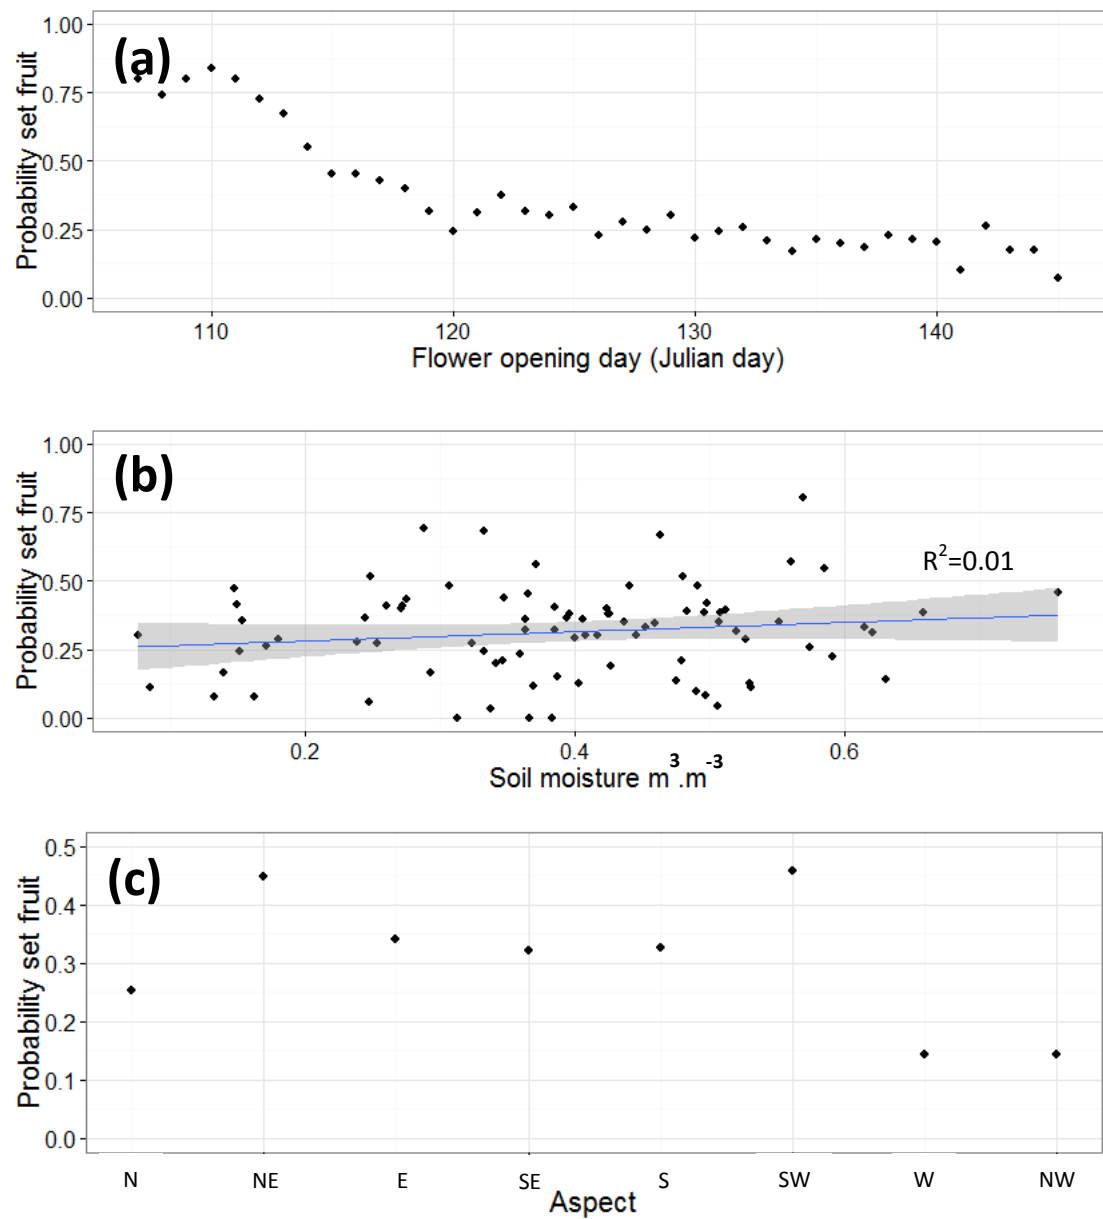 (a)
Probability set fruit
1.00
0.75
0.50
0.25
0.00
110 120 130 140
Flower opening day (Julian day)
(b)
Probability set fruit
1.00
0.75
0.50
0.25
0.00
R²=0.01
0.2 0.4 0.6
Soil moisture m³.m⁻³
(c)
Probability set fruit
0.5
0.4
0.3
0.2
0.1
0.0
N NE E SE S SW W NW
Aspect